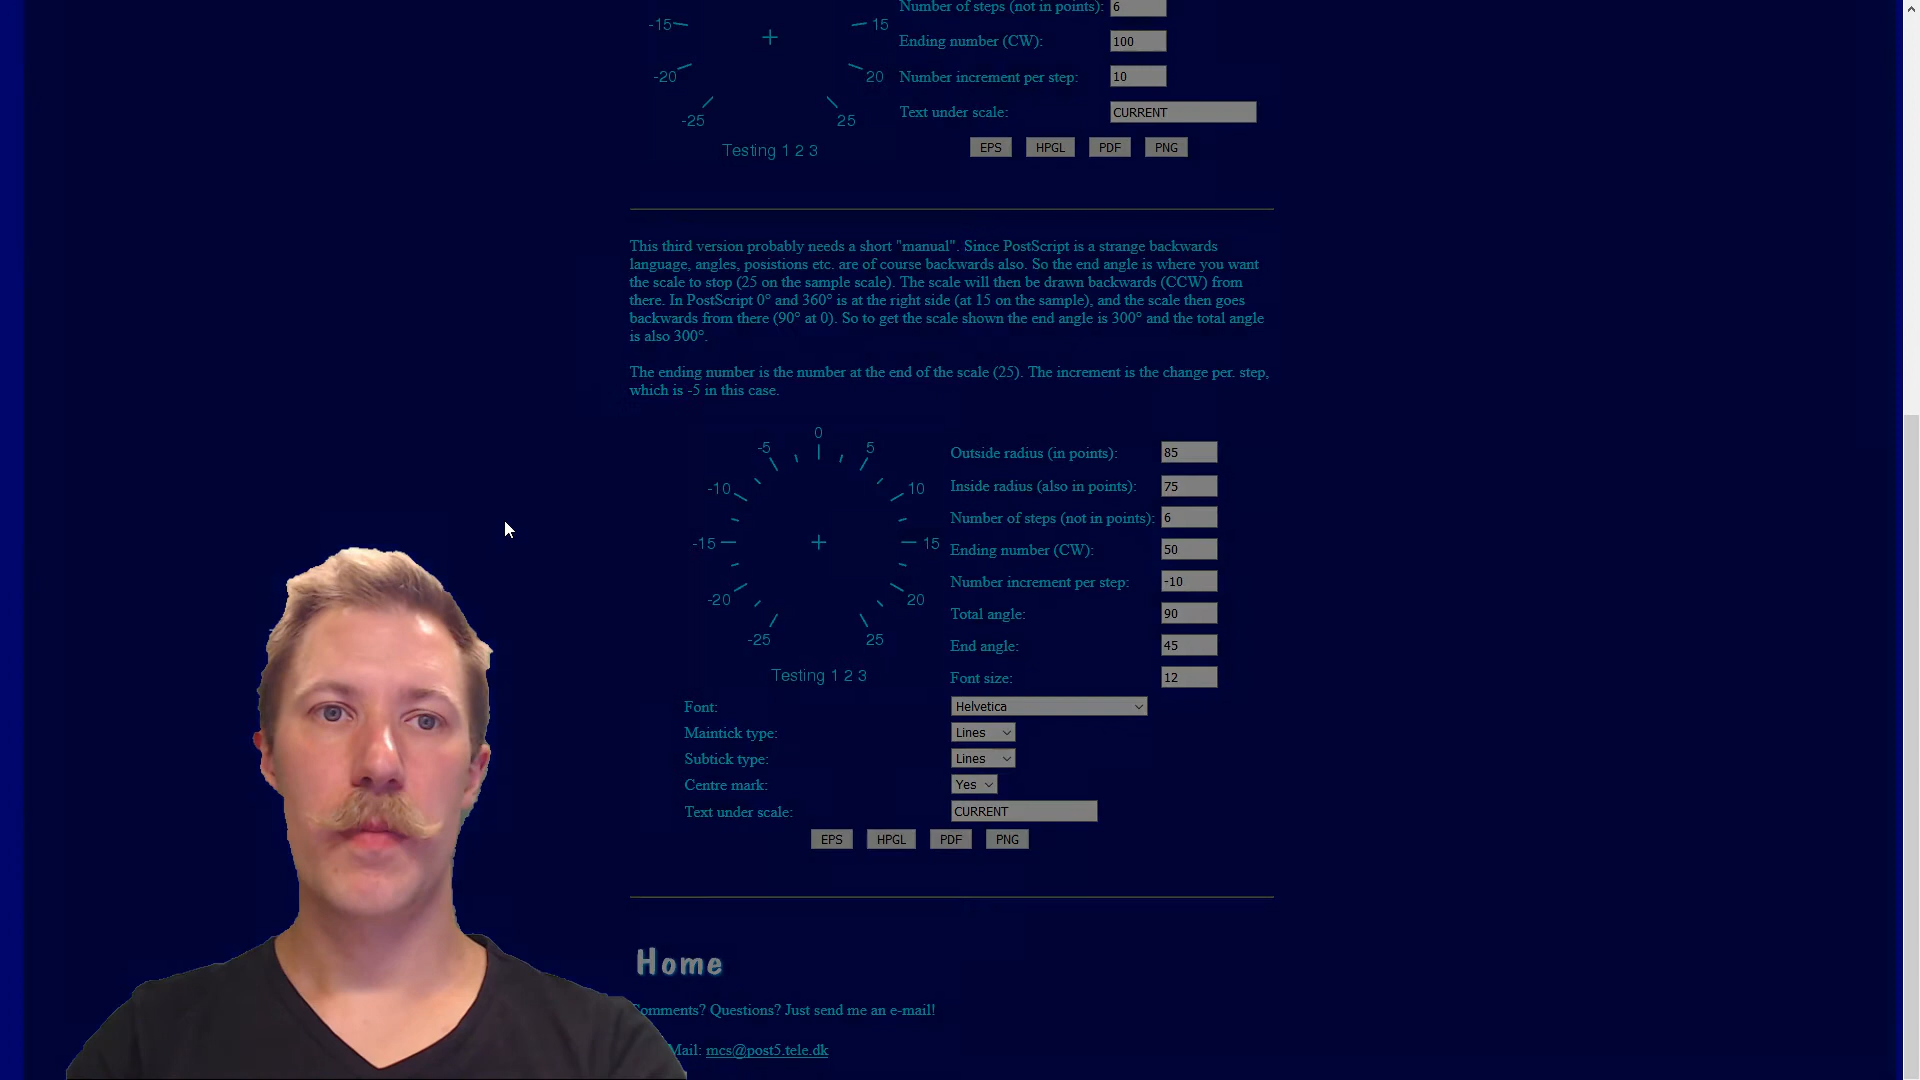 -15
15
-20
20
-25
25
Testing 1 2 3
Number of steps (not in points): 6
Ending number (CW): 100
Number increment per step: 10
Text under scale: CURRENT
EPS HPGL PDF PNG
This third version probably needs a short "manual". Since PostScript is a strange backwards
language, angles, posistions etc. are of course backwards also. So the end angle is where you want
the scale to stop (25 on the sample scale). The scale will then be drawn backwards (CCW) from
there. In PostScript 0° and 360° is at the right side (at 15 on the sample), and the scale then goes
backwards from there (90° at 0). So to get the scale shown the end angle is 300° and the total angle
is also 300°.
The ending number is the number at the end of the scale (25). The increment is the change per. step,
which is -5 in this case.
0
-5 5
-10 10
-15 15
-20 20
-25 25
Testing 1 2 3
Outside radius (in points): 85
Inside radius (also in points): 75
Number of steps (not in points): 6
Ending number (CW): 50
Number increment per step: -10
Total angle: 90
End angle: 45
Font size: 12
Font: Helvetica
Maintick type: Lines
Subtick type: Lines
Centre mark: Yes
Text under scale: CURRENT
EPS HPGL PDF PNG
Home
omments? Questions? Just send me an e-mail!
Mail: mcs@post5.tele.dk